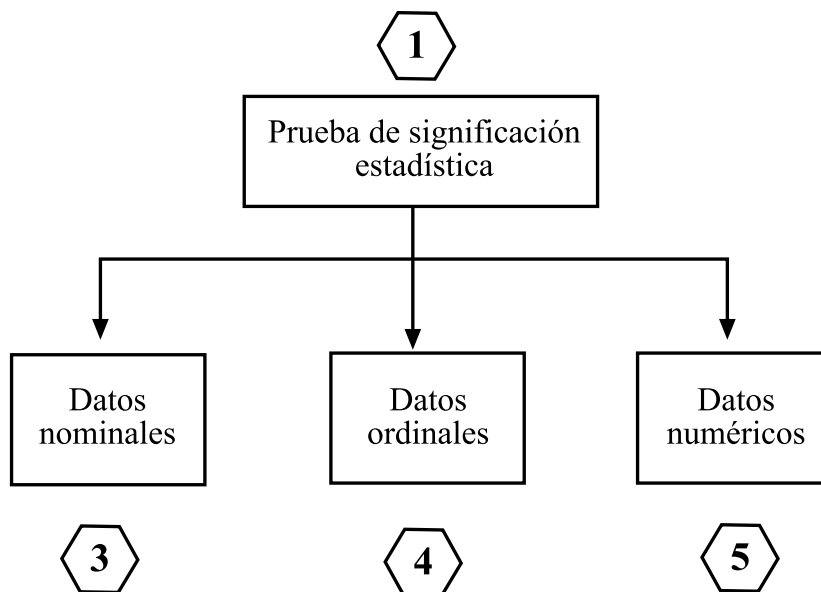 1
Prueba de significación
estadística
Datos
nominales
Datos
ordinales
Datos
numéricos
3
4
5